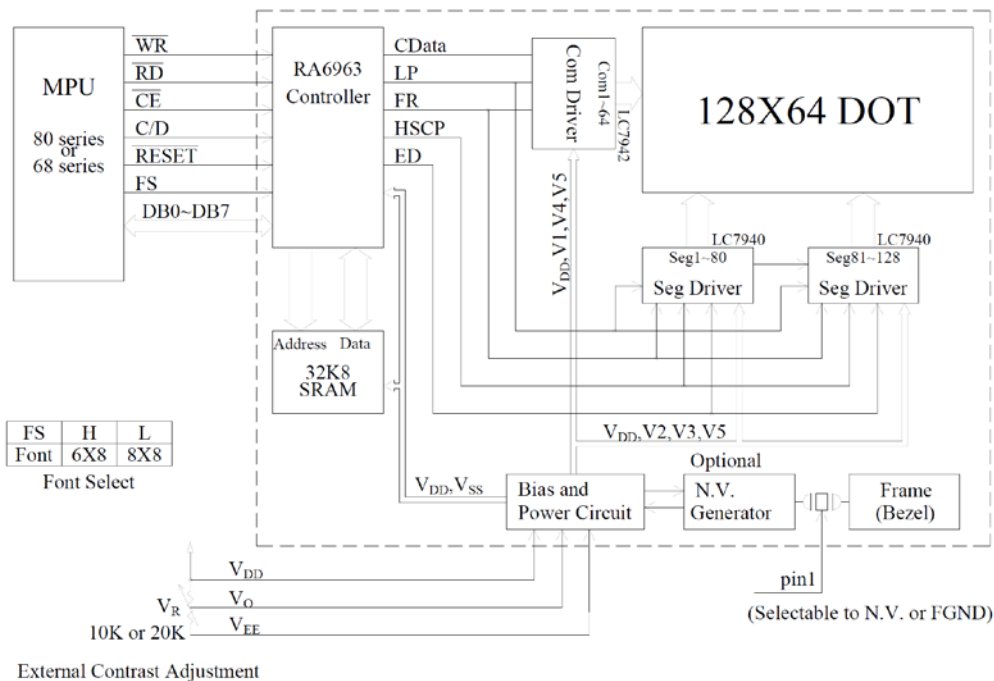 MPU
80 series
or
68 series
WR
RD
CE
C/D
RESET
FS
DB0~DB7
RA6963
Controller
CData
LP
FR
HSCP
ED
Com Driver
Com1~64
LC7942
128X64 DOT
VDD, V1, V4, V5
LC7940
Seg1~80
Seg Driver
LC7940
Seg81~128
Seg Driver
Address Data
32K8
SRAM
FS H L
Font 6X8 8X8
Font Select
VDD, V2, V3, V5
VDD, VSS
Bias and
Power Circuit
Optional
N.V.
Generator
Frame
(Bezel)
pin1
(Selectable to N.V. or FGND)
VDD
VR
VO
10K or 20K
VEE
External Contrast Adjustment